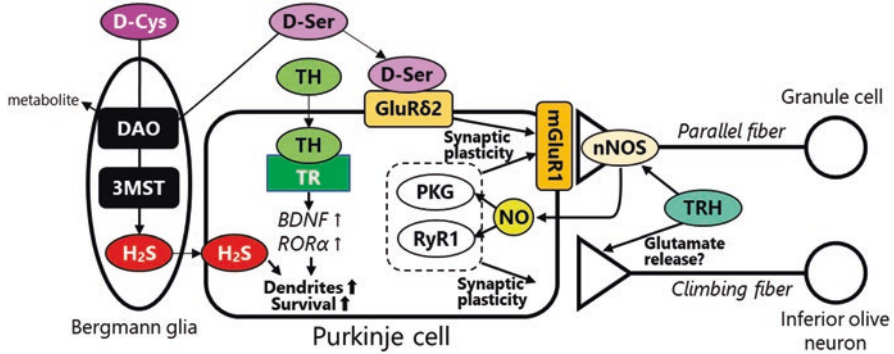 D-Cys
D-Ser
D-Ser
TH
metabolite
DAO
GluRδ2
Granule cell
TH
TR
Synaptic
plasticity
mGluR1
nNOS
Parallel fiber
3MST
BDNF ↑
RORα ↑
PKG
NO
TRH
H₂S
H₂S
RyR1
Glutamate
release?
Dendrites ⬆
Survival ⬆
Synaptic
plasticity
Climbing fiber
Bergmann glia
Purkinje cell
Inferior olive
neuron